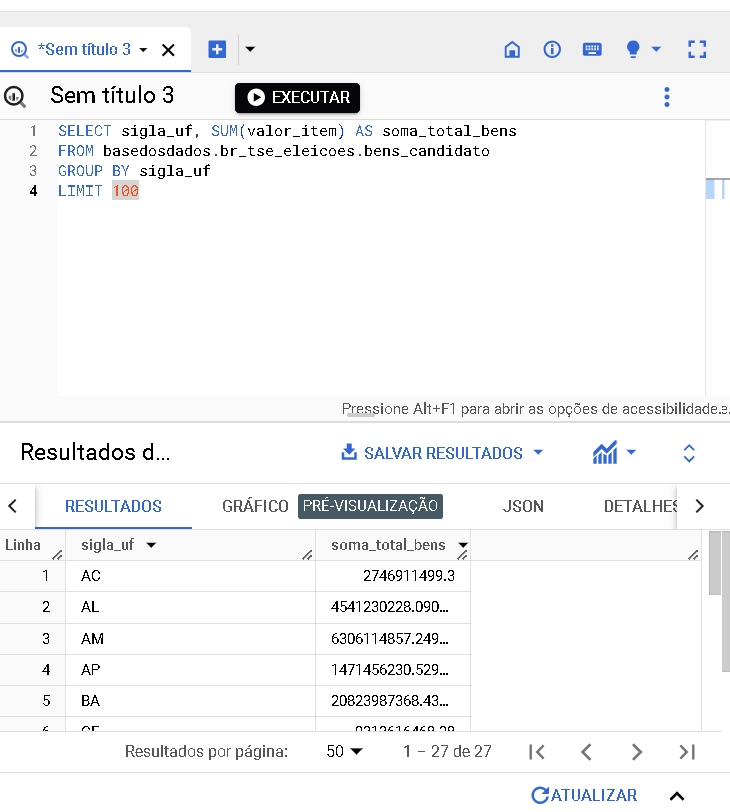 *Sem título 3
Sem título 3
EXECUTAR
1 SELECT sigla_uf, SUM(valor_item) AS soma_total_bens
2 FROM basedosdados.br_tse_eleicoes.bens_candidato
3 GROUP BY sigla_uf
4 LIMIT 100
Pressione Alt+F1 para abrir as opções de acessibilidade.
Resultados d...
SALVAR RESULTADOS
RESULTADOS GRÁFICO PRÉ-VISUALIZAÇÃO JSON DETALHES
Linha sigla_uf soma_total_bens
1 AC 2746911499.3
2 AL 4541230228.090...
3 AM 6306114857.249...
4 AP 1471456230.529...
5 BA 20823987368.43...
Resultados por página: 50 1 – 27 de 27
ATUALIZAR